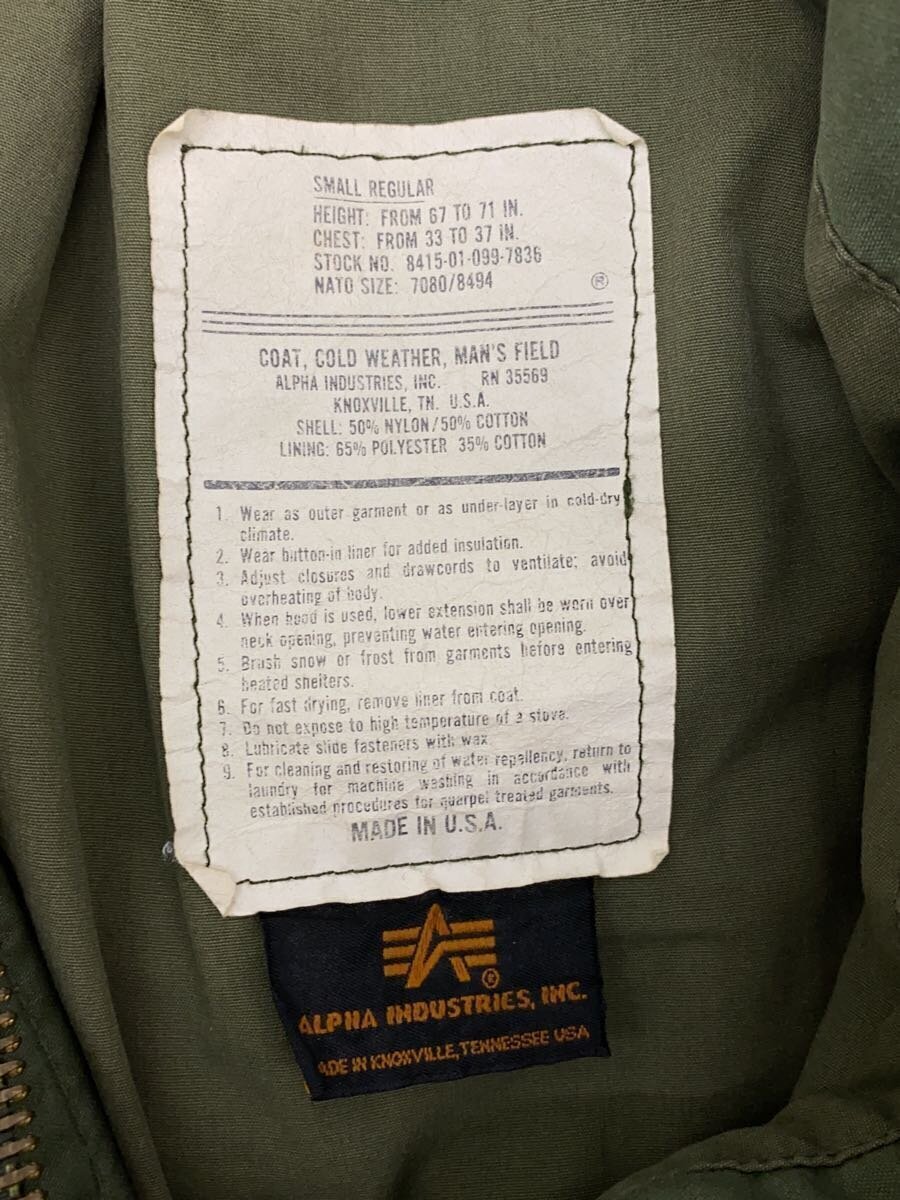 SMALL REGULAR
HEIGHT: FROM 67 TO 71 IN.
CHEST: FROM 33 TO 37 IN.
STOCK NO. 8415-01-099-7836
NATO SIZE: 7080/8494
®
COAT, COLD WEATHER, MAN'S FIELD
ALPHA INDUSTRIES, INC. RN 35569
KNOXVILLE, TN. U.S.A.
SHELL: 50% NYLON/50% COTTON
LINING: 65% POLYESTER 35% COTTON
1. Wear as outer garment or as under-layer in cold-dry
climate.
2. Wear button-in liner for added insulation.
3. Adjust closures and drawcords to ventilate; avoid
overheating of body.
4. When hood is used, lower extension shall be worn over
neck opening, preventing water entering opening.
5. Brush snow or frost from garments before entering
heated shelters.
6. For fast drying, remove liner from coat.
7. Do not expose to high temperature of a stove.
8. Lubricate slide fasteners with wax.
9. For cleaning and restoring of water repellency, return to
laundry for machine washing in accordance with
established procedures for quarpel treated garments.
MADE IN U.S.A.
®
ALPHA INDUSTRIES, INC.
ADE IN KNOXVILLE, TENNESSEE USA